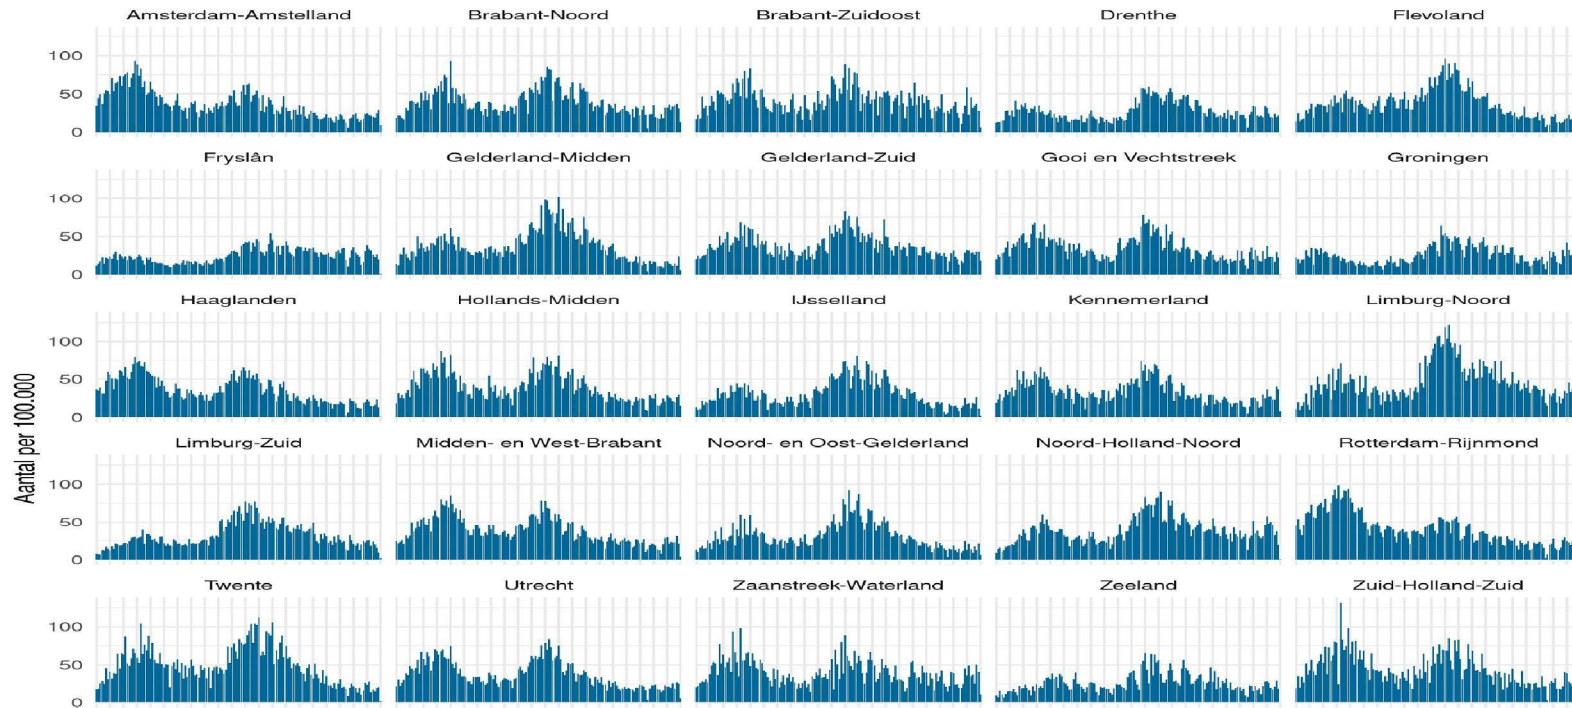 Amsterdam-Amstelland Brabant-Noord Brabant-Zuidoost Drenthe Flevoland
100
50
0
Fryslân Gelderland-Midden Gelderland-Zuid Gooi en Vechtstreek Groningen
100
50
0
Haaglanden Hollands-Midden IJsselland Kennemerland Limburg-Noord
100
50
0
Aantal per 100.000
Limburg-Zuid Midden- en West-Brabant Noord- en Oost-Gelderland Noord-Holland-Noord Rotterdam-Rijnmond
100
50
0
Twente Utrecht Zaanstreek-Waterland Zeeland Zuid-Holland-Zuid
100
50
0